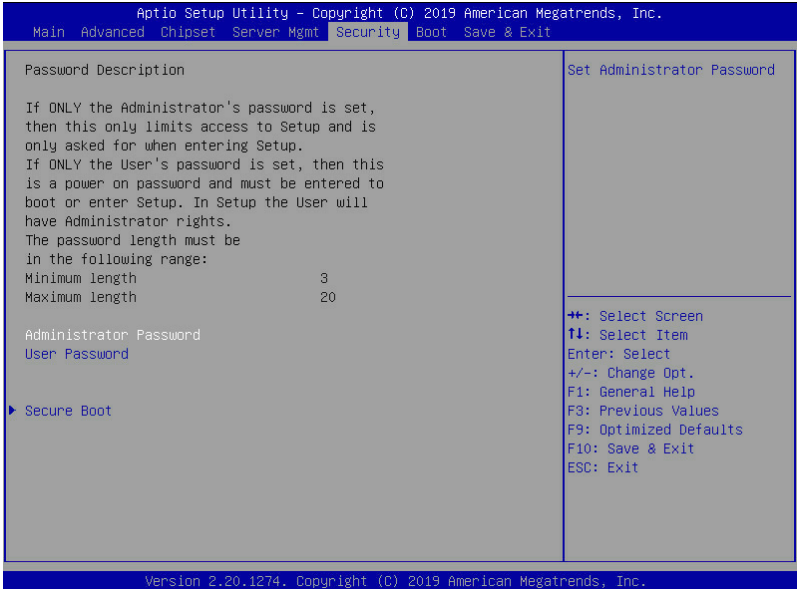 Aptio Setup Utility – Copyright (C) 2019 American Megatrends, Inc.
Main Advanced Chipset Server Mgmt Security Boot Save & Exit
Password Description
If ONLY the Administrator's password is set,
then this only limits access to Setup and is
only asked for when entering Setup.
If ONLY the User's password is set, then this
is a power on password and must be entered to
boot or enter Setup. In Setup the User will
have Administrator rights.
The password length must be
in the following range:
Minimum length 3
Maximum length 20
Administrator Password
User Password
Secure Boot
Set Administrator Password
→←: Select Screen
↑↓: Select Item
Enter: Select
+/-: Change Opt.
F1: General Help
F3: Previous Values
F9: Optimized Defaults
F10: Save & Exit
ESC: Exit
Version 2.20.1274. Copyright (C) 2019 American Megatrends, Inc.